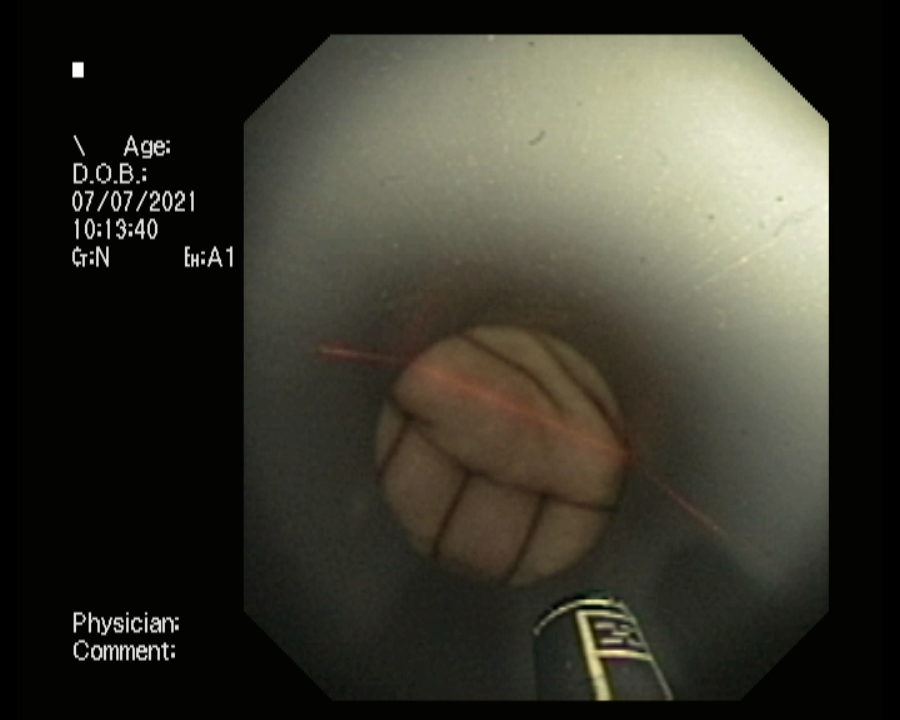 \ Age:
D.O.B.:
07/07/2021
10:13:40
Cr:N EH:A1
Physician:
Comment: